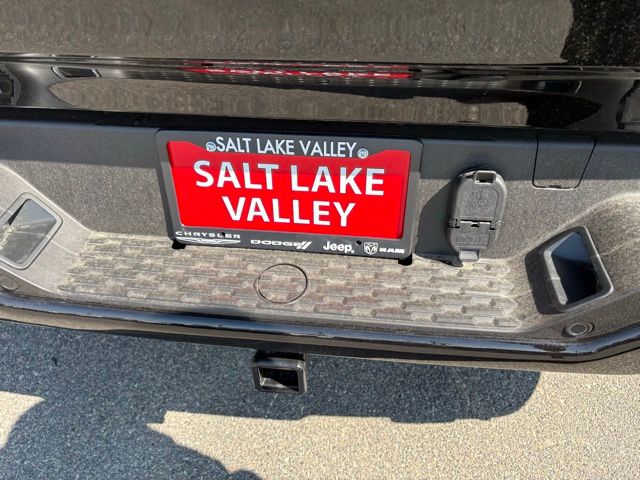 SALT LAKE VALLEY
SALT LAKE
VALLEY
CHRYSLER DODGE Jeep RAM